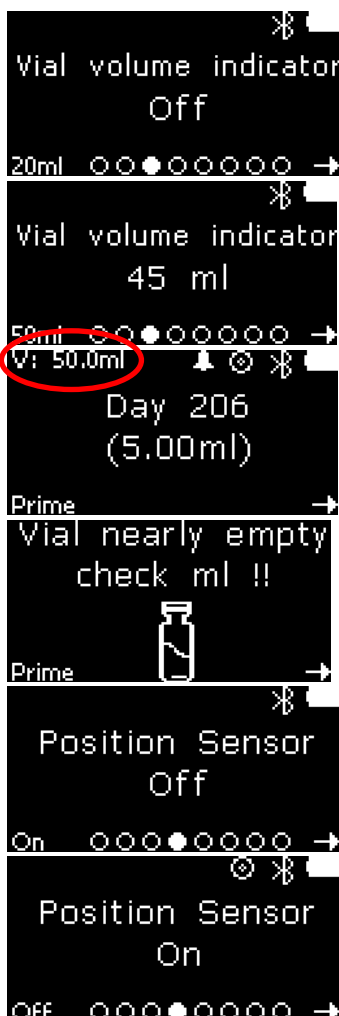 Vial volume indicator
Off
20ml
Vial volume indicator
45 ml
50ml
V: 50.0ml
Day 206
(5.00ml)
Prime
Vial nearly empty
check ml !!
Prime
Position Sensor
Off
On
Position Sensor
On
Off